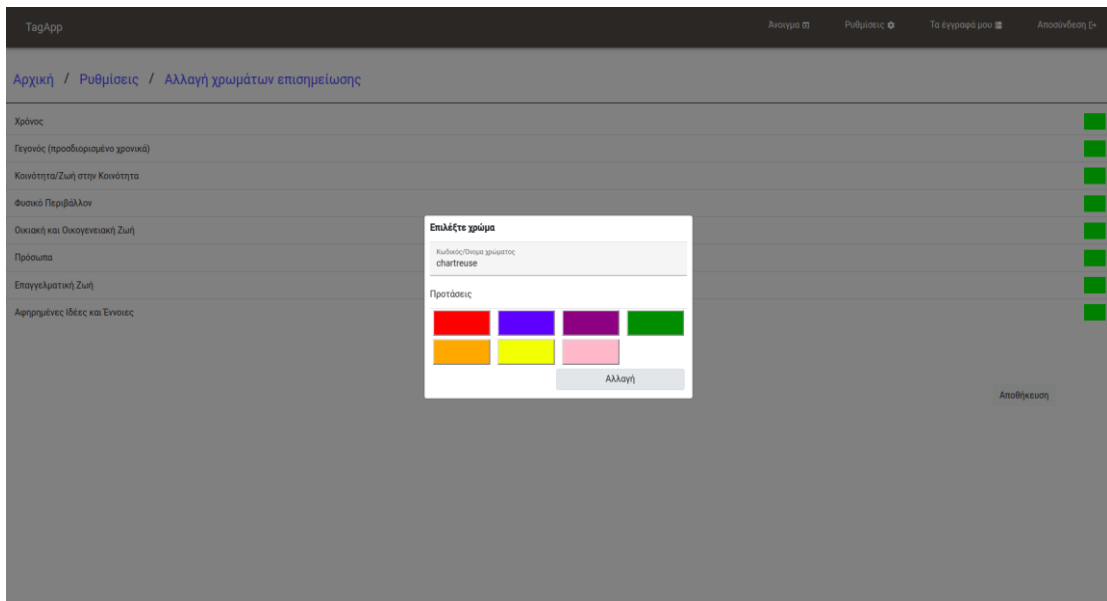 TagApp
Άνοιγμα
Ρυθμίσεις
Τα έγγραφά μου
Αποσύνδεση
Αρχική / Ρυθμίσεις / Αλλαγή χρωμάτων επισημείωσης
Χρόνος
Γεγονός (προσδιορισμένο χρονικά)
Κοινότητα/Ζωή στην Κοινότητα
Φυσικό Περιβάλλον
Οικιακή και Οικογενειακή Ζωή
Πρόσωπα
Επαγγελματική Ζωή
Αφηρημένες Ιδέες και Έννοιες
Επιλέξτε χρώμα
Κωδικός/Όνομα χρώματος
chartreuse
Προτάσεις
Αλλαγή
Αποθήκευση